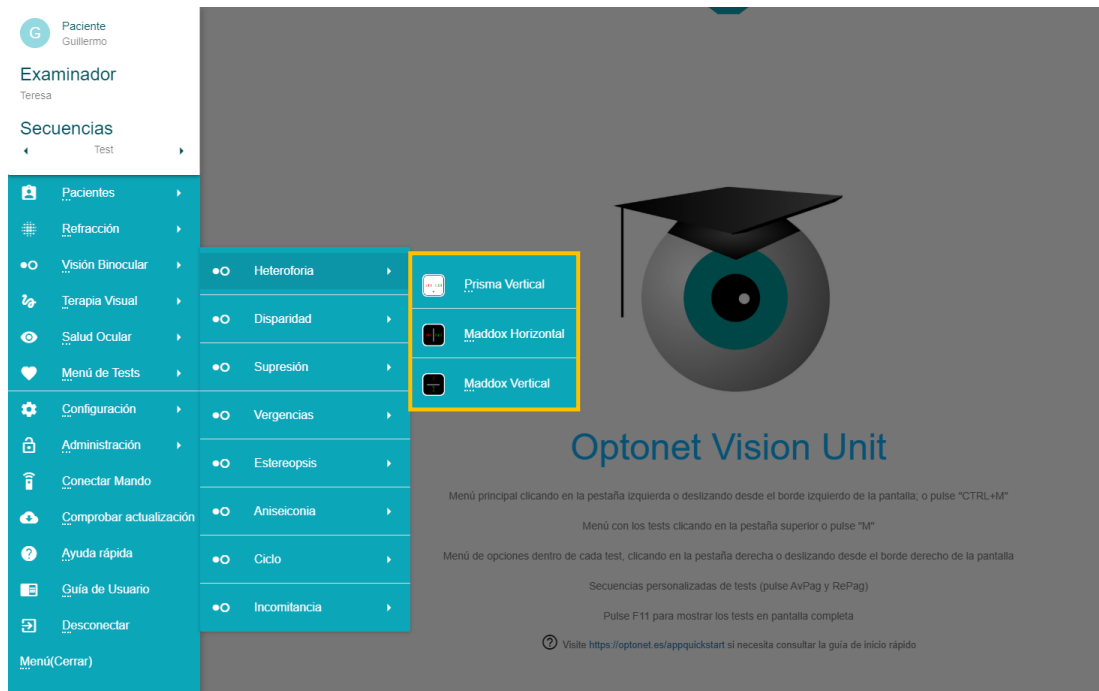 G
Paciente
Guillermo
Examinador
Teresa
Secuencias
Test
Pacientes
Refracción
Visión Binocular
Terapia Visual
Salud Ocular
Menú de Tests
Configuración
Administración
Conectar Mando
Comprobar actualización
Ayuda rápida
Guía de Usuario
Desconectar
Menú(Cerrar)
Heteroforia
Disparidad
Supresión
Vergencias
Estereopsis
Aniseiconia
Ciclo
Incomitancia
Prisma Vertical
Maddox Horizontal
Maddox Vertical
Optonet Vision Unit
Menú principal clicando en la pestaña izquierda o deslizando desde el borde izquierdo de la pantalla; o pulse "CTRL+M"
Menú con los tests clicando en la pestaña superior o pulse "M"
Menú de opciones dentro de cada test, clicando en la pestaña derecha o deslizando desde el borde derecho de la pantalla
Secuencias personalizadas de tests (pulse AvPag y RePag)
Pulse F11 para mostrar los tests en pantalla completa
Visite https://optonet.es/appquickstart si necesita consultar la guía de inicio rápido